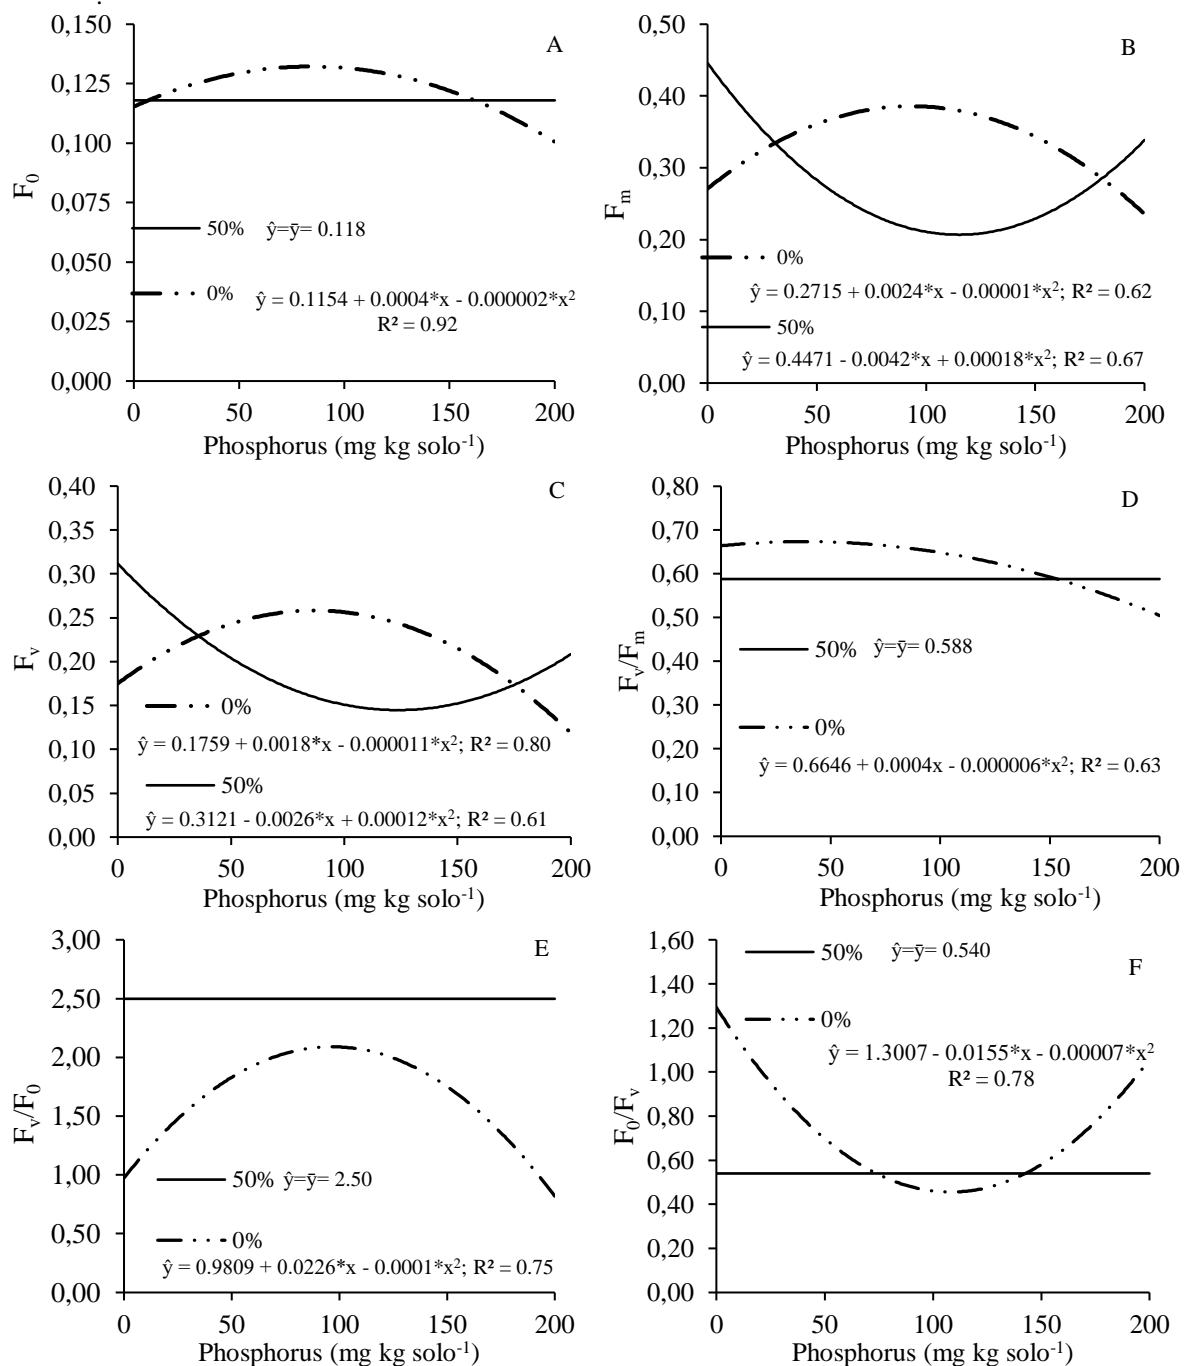 0,150
0,125
0,100
0,075
0,050
0,025
0,000
F0
A
50% ŷ=ȳ= 0.118
0% ŷ = 0.1154 + 0.0004*x - 0.000002*x²
R² = 0.92
0 50 100 150 200
Phosphorus (mg kg solo⁻¹)
0,50
0,40
0,30
0,20
0,10
0,00
Fm
B
0%
ŷ = 0.2715 + 0.0024*x - 0.00001*x²; R² = 0.62
50%
ŷ = 0.4471 - 0.0042*x + 0.00018*x²; R² = 0.67
0 50 100 150 200
Phosphorus (mg kg solo⁻¹)
0,40
0,35
0,30
0,25
0,20
0,15
0,10
0,05
0,00
Fv
C
0%
ŷ = 0.1759 + 0.0018*x - 0.000011*x²; R² = 0.80
50%
ŷ = 0.3121 - 0.0026*x + 0.00012*x²; R² = 0.61
0 50 100 150 200
Phosphorus (mg kg solo⁻¹)
0,80
0,70
0,60
0,50
0,40
0,30
0,20
0,10
0,00
Fv/Fm
D
50% ŷ=ȳ= 0.588
0%
ŷ = 0.6646 + 0.0004x - 0.000006*x²; R² = 0.63
0 50 100 150 200
Phosphorus (mg kg solo⁻¹)
3,00
2,50
2,00
1,50
1,00
0,50
0,00
Fv/F0
E
50% ŷ=ȳ= 2.50
0%
ŷ = 0.9809 + 0.0226*x - 0.0001*x²; R² = 0.75
0 50 100 150 200
Phosphorus (mg kg solo⁻¹)
1,60
1,40
1,20
1,00
0,80
0,60
0,40
0,20
0,00
F0/Fv
50% ŷ=ȳ= 0.540
F
0%
ŷ = 1.3007 - 0.0155*x - 0.00007*x²
R² = 0.78
0 50 100 150 200
Phosphorus (mg kg solo⁻¹)